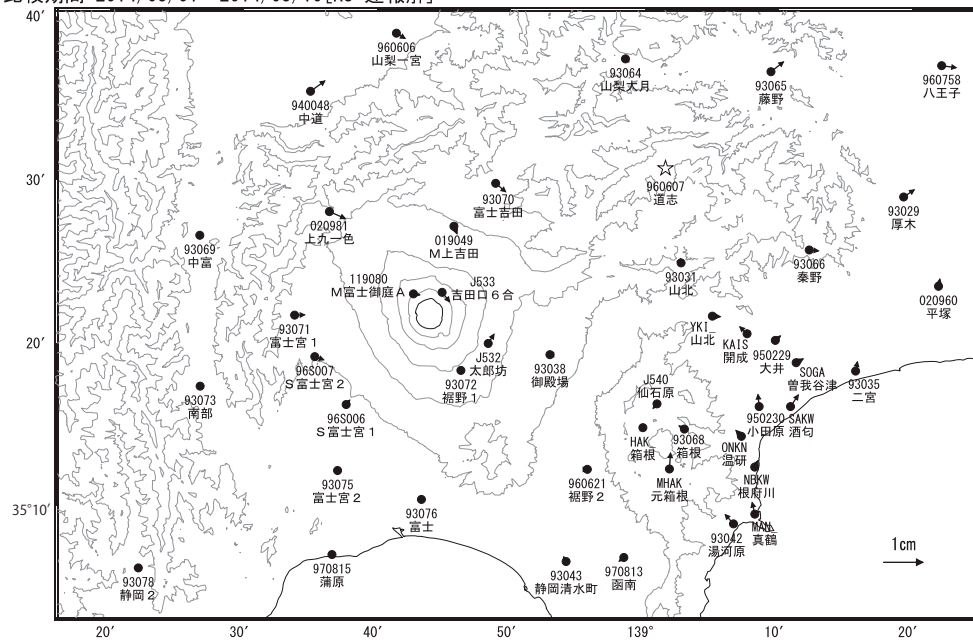 40′
960606
山梨一宮
93064
山梨大月
93065
藤野
960758
八王子
940048
中道
30′
960607
道志
93070
富士吉田
93029
厚木
020981
上九一色
019049
M上吉田
93069
中富
93066
秦野
93031
山北
119080
M富士御庭A
J533
吉田口6合
020960
平塚
93071
富士宮1
YKI_
山北
KAIS
開成
20′
950229
大井
J532
太郎坊
96S007
S富士宮2
93038
御殿場
SOGA
曽我谷津
93035
二宮
93072
裾野1
J540
仙石原
93073
南部
96S006
S富士宮1
950230
小田原
SAKW
酒匂
HAK_
箱根
93068
箱根
ONKN
温研
93075
富士宮2
960621
裾野2
MHAK
元箱根
NBKW
根府川
35°10′
93076
富士
MAN_
真鶴
93042
湯河原
1cm
970815
蒲原
93043
静岡清水町
970813
函南
93078
静岡2
20′
30′
40′
50′
139°
10′
20′